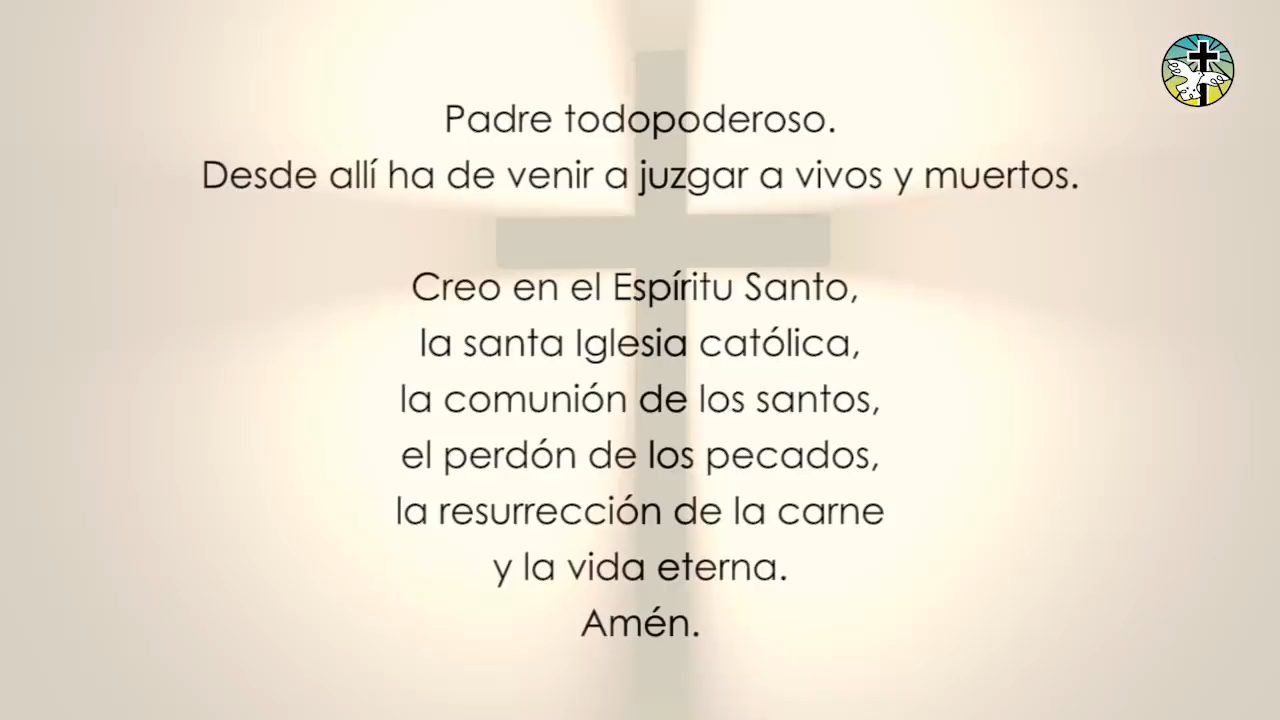 Padre todopoderoso.
Desde allí ha de venir a juzgar a vivos y muertos.
Creo en el Espíritu Santo,
la santa Iglesia católica,
la comunión de los santos,
el perdón de los pecados,
la resurrección de la carne
y la vida eterna.
Amén.